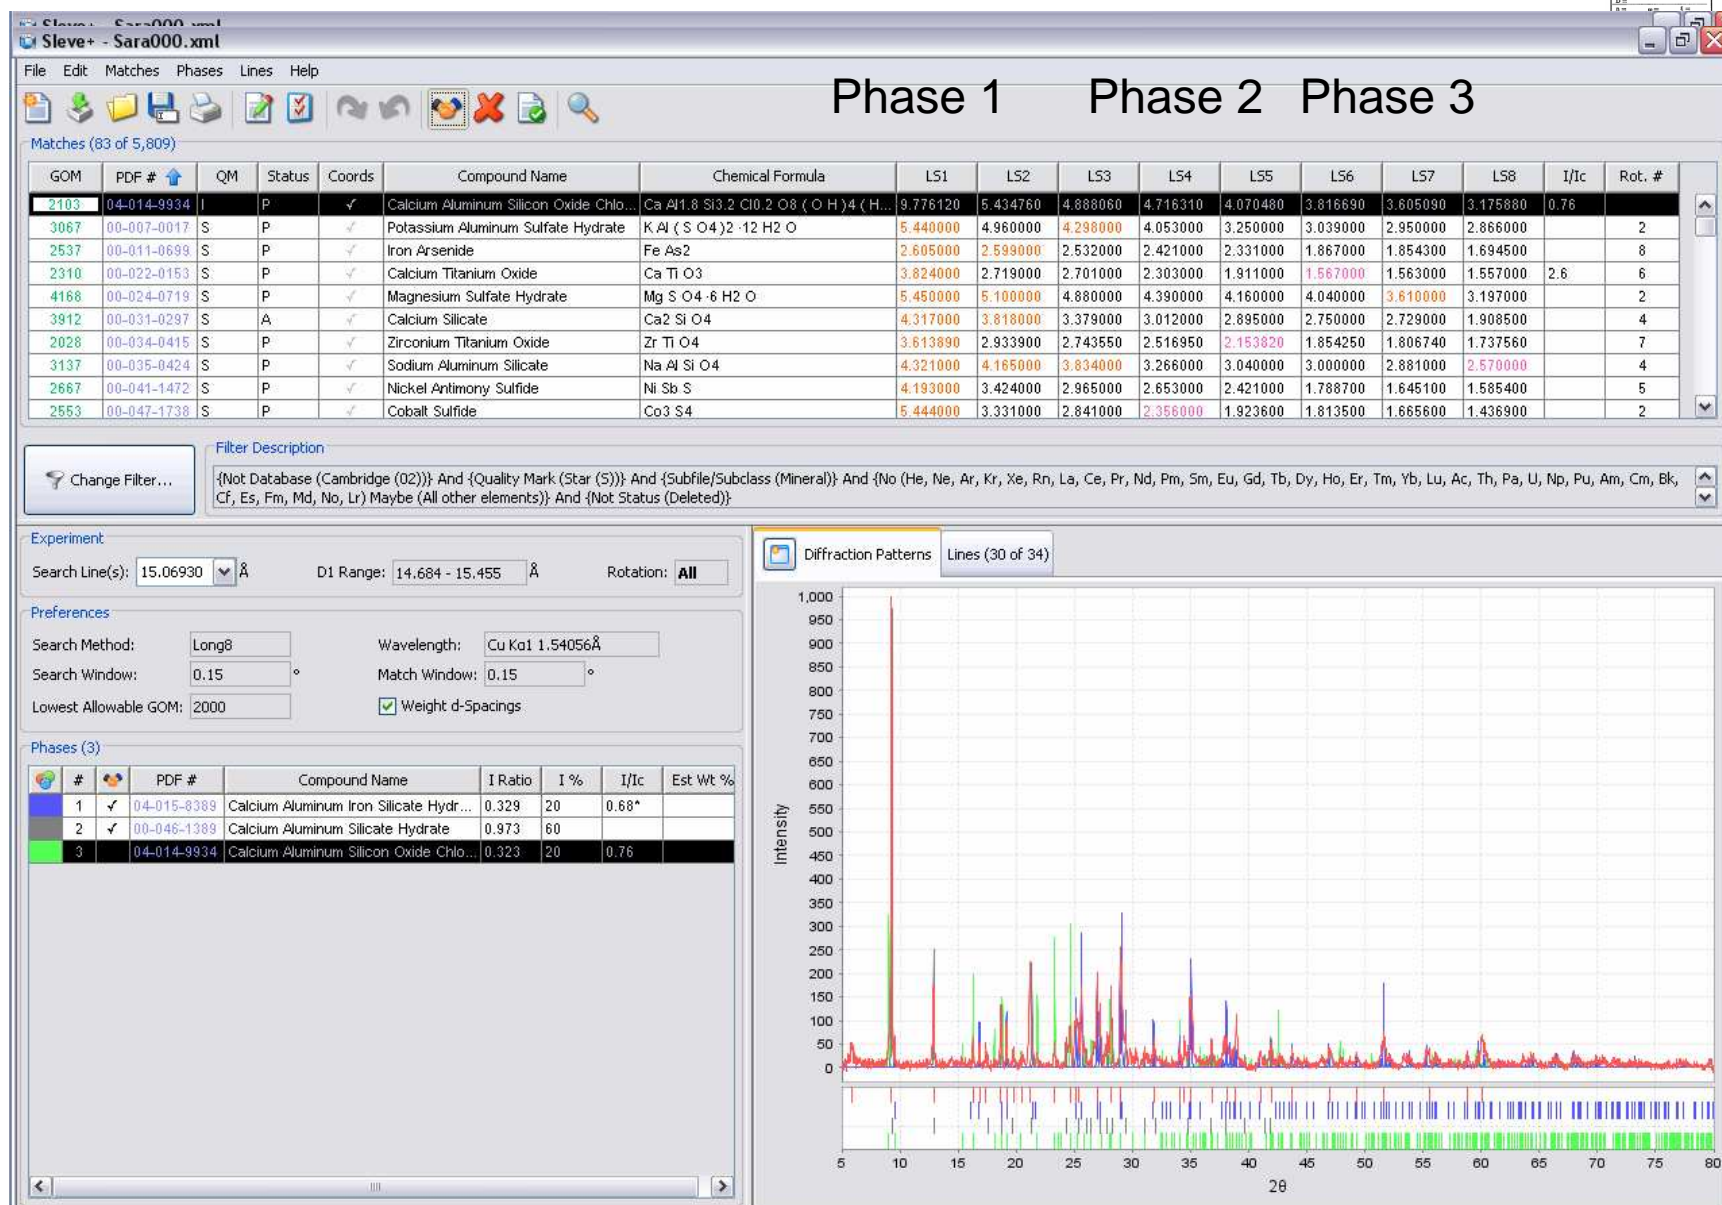 Sleve+ - Sara000.xml
Sleve+ - Sara000.xml
File Edit Matches Phases Lines Help
Phase 1 Phase 2 Phase 3
Matches (83 of 5,809)
GOM PDF # QM Status Coords Compound Name Chemical Formula LS1 LS2 LS3 LS4 LS5 LS6 LS7 LS8 I/Ic Rot. #
2103 04-014-9934 I P ✓ Calcium Aluminum Silicon Oxide Chlo... Ca Al1.8 Si3.2 Cl0.2 O8 ( O H )4 ( H... 9.776120 5.434760 4.888060 4.716310 4.070480 3.816690 3.605090 3.175880 0.76
3067 00-007-0017 S P ✓ Potassium Aluminum Sulfate Hydrate K Al ( S O4 )2 ·12 H2 O 5.440000 4.960000 4.298000 4.053000 3.250000 3.039000 2.950000 2.866000 2
2537 00-011-0699 S P ✓ Iron Arsenide Fe As2 2.605000 2.599000 2.532000 2.421000 2.331000 1.867000 1.854300 1.694500 8
2310 00-022-0153 S P ✓ Calcium Titanium Oxide Ca Ti O3 3.824000 2.719000 2.701000 2.303000 1.911000 1.567000 1.563000 1.557000 2.6 6
4168 00-024-0719 S P ✓ Magnesium Sulfate Hydrate Mg S O4 ·6 H2 O 5.450000 5.100000 4.880000 4.390000 4.160000 4.040000 3.610000 3.197000 2
3912 00-031-0297 S A ✓ Calcium Silicate Ca2 Si O4 4.317000 3.818000 3.379000 3.012000 2.895000 2.750000 2.729000 1.908500 4
2028 00-034-0415 S P ✓ Zirconium Titanium Oxide Zr Ti O4 3.613890 2.933900 2.743550 2.516950 2.153820 1.854250 1.806740 1.737560 7
3137 00-035-0424 S P ✓ Sodium Aluminum Silicate Na Al Si O4 4.321000 4.165000 3.834000 3.266000 3.040000 3.000000 2.881000 2.570000 4
2667 00-041-1472 S P ✓ Nickel Antimony Sulfide Ni Sb S 4.193000 3.424000 2.965000 2.653000 2.421000 1.788700 1.645100 1.585400 5
2553 00-047-1738 S P ✓ Cobalt Sulfide Co3 S4 5.444000 3.331000 2.841000 2.356000 1.923600 1.813500 1.665600 1.436900 2
Change Filter...
Filter Description
{Not Database (Cambridge (02))} And {Quality Mark (Star (S))} And {Subfile/Subclass (Mineral)} And {No (He, Ne, Ar, Kr, Xe, Rn, La, Ce, Pr, Nd, Pm, Sm, Eu, Gd, Tb, Dy, Ho, Er, Tm, Yb, Lu, Ac, Th, Pa, U, Np, Pu, Am, Cm, Bk,
Cf, Es, Fm, Md, No, Lr) Maybe (All other elements)} And {Not Status (Deleted)}
Experiment
Search Line(s): 15.06930 Å D1 Range: 14.684 - 15.455 Å Rotation: All
Preferences
Search Method: Long8 Wavelength: Cu Kα1 1.54056Å
Search Window: 0.15 ° Match Window: 0.15 °
Lowest Allowable GOM: 2000 Weight d-Spacings
Phases (3)
# PDF # Compound Name I Ratio I % I/Ic Est Wt %
1 ✓ 04-015-8389 Calcium Aluminum Iron Silicate Hydr... 0.329 20 0.68*
2 ✓ 00-046-1389 Calcium Aluminum Silicate Hydrate 0.973 60
3 04-014-9934 Calcium Aluminum Silicon Oxide Chlo... 0.323 20 0.76
Diffraction Patterns Lines (30 of 34)
1,000
950
900
850
800
750
700
650
600
550
500
450
400
350
300
250
200
150
100
50
0
Intensity
5 10 15 20 25 30 35 40 45 50 55 60 65 70 75 80
2θ